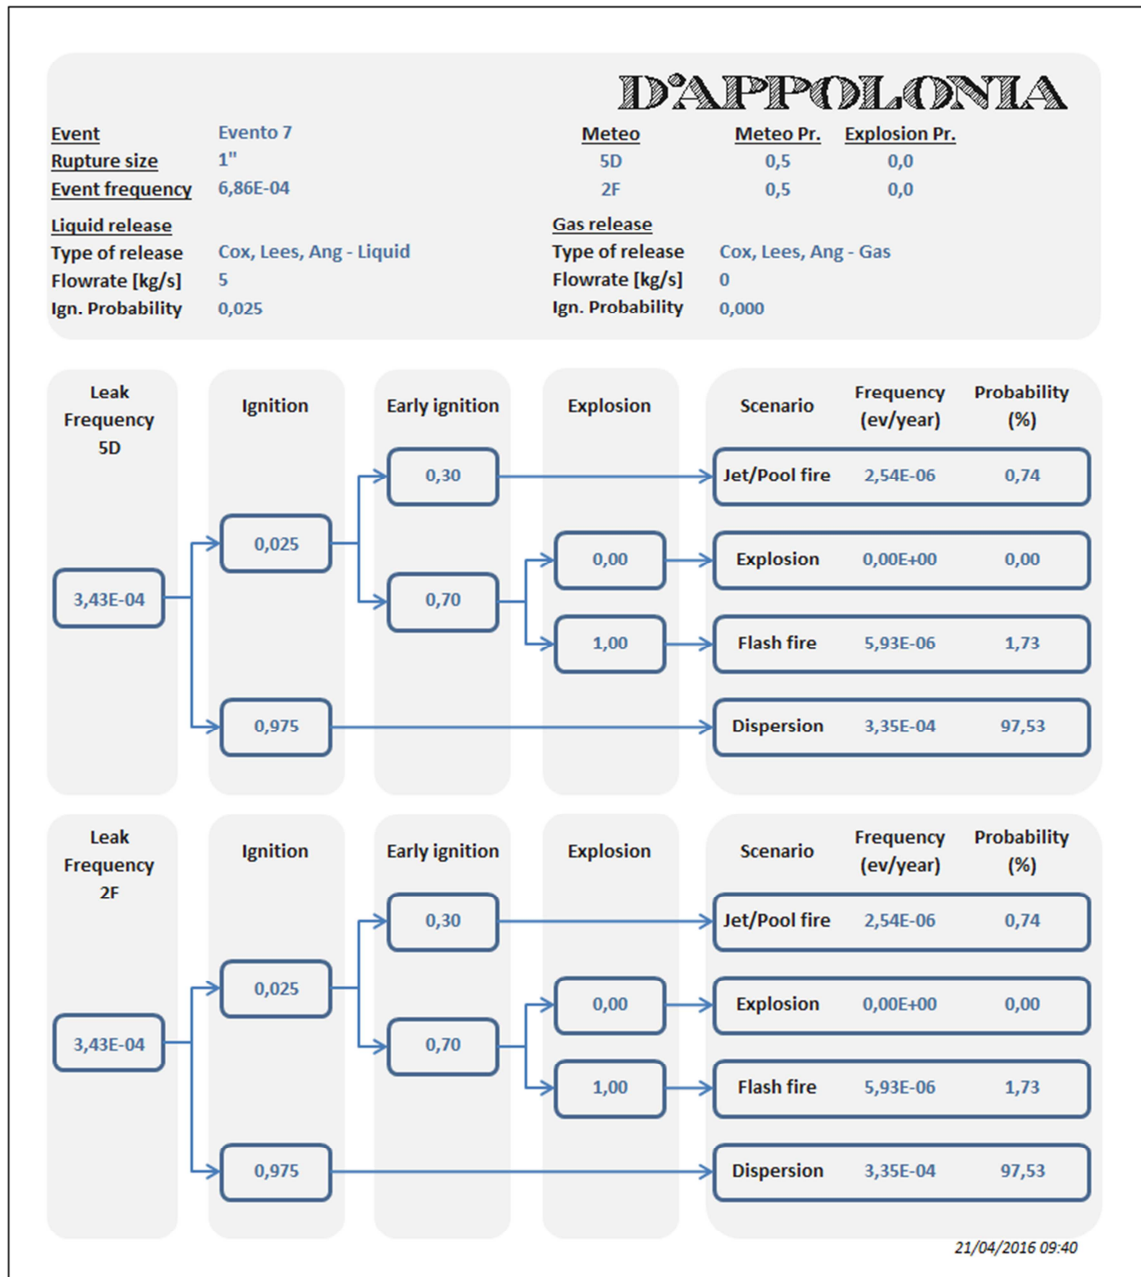 D'APPOLONIA
Event Evento 7 Meteo Meteo Pr. Explosion Pr.
Rupture size 1" 5D 0,5 0,0
Event frequency 6,86E-04 2F 0,5 0,0
Liquid release Gas release
Type of release Cox, Lees, Ang - Liquid Type of release Cox, Lees, Ang - Gas
Flowrate [kg/s] 5 Flowrate [kg/s] 0
Ign. Probability 0,025 Ign. Probability 0,000
Leak Frequency Probability
Frequency Ignition Early ignition Explosion Scenario (ev/year) (%)
5D
0,30 Jet/Pool fire 2,54E-06 0,74
0,025 0,00 Explosion 0,00E+00 0,00
3,43E-04 0,70
1,00 Flash fire 5,93E-06 1,73
0,975 Dispersion 3,35E-04 97,53
Leak Frequency Probability
Frequency Ignition Early ignition Explosion Scenario (ev/year) (%)
2F
0,30 Jet/Pool fire 2,54E-06 0,74
0,025 0,00 Explosion 0,00E+00 0,00
3,43E-04 0,70
1,00 Flash fire 5,93E-06 1,73
0,975 Dispersion 3,35E-04 97,53
21/04/2016 09:40